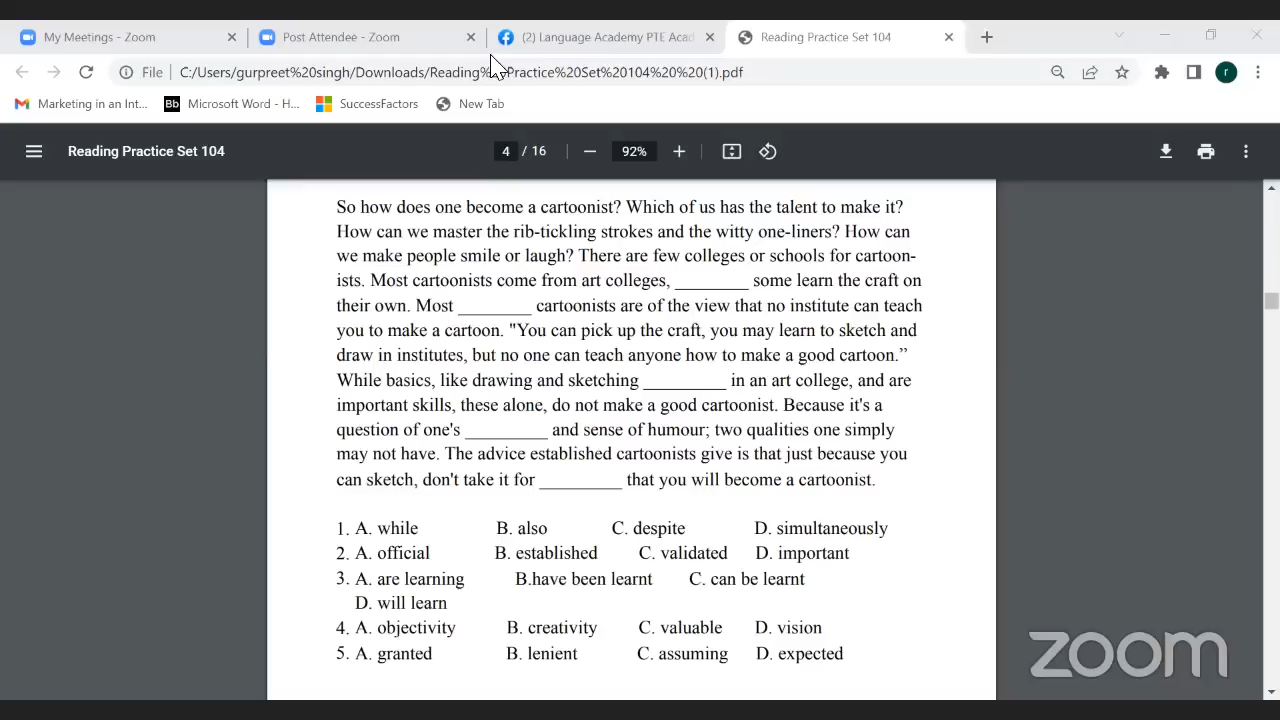 My Meetings - Zoom
Post Attendee - Zoom
(2) Language Academy PTE Acad
Reading Practice Set 104
File C:/Users/gurpreet%20singh/Downloads/Reading% Practice%20Set%20104%20%20(1).pdf
r
Marketing in an Int...
Bb Microsoft Word - H...
SuccessFactors
New Tab
Reading Practice Set 104
4 / 16
92%
So how does one become a cartoonist? Which of us has the talent to make it?
How can we master the rib-tickling strokes and the witty one-liners? How can
we make people smile or laugh? There are few colleges or schools for cartoon-
ists. Most cartoonists come from art colleges, ________ some learn the craft on
their own. Most ________ cartoonists are of the view that no institute can teach
you to make a cartoon. "You can pick up the craft, you may learn to sketch and
draw in institutes, but no one can teach anyone how to make a good cartoon.”
While basics, like drawing and sketching _________ in an art college, and are
important skills, these alone, do not make a good cartoonist. Because it's a
question of one's _________ and sense of humour; two qualities one simply
may not have. The advice established cartoonists give is that just because you
can sketch, don't take it for _________ that you will become a cartoonist.
1. A. while B. also C. despite D. simultaneously
2. A. official B. established C. validated D. important
3. A. are learning B.have been learnt C. can be learnt
D. will learn
4. A. objectivity B. creativity C. valuable D. vision
5. A. granted B. lenient C. assuming D. expected
zoom